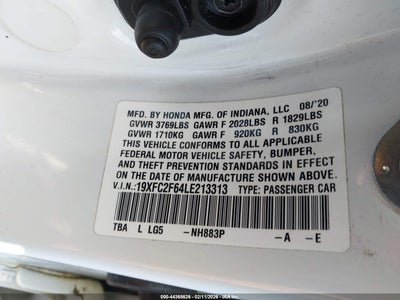 MFD. BY HONDA MFG. OF INDIANA, LLC 08/'20
GVWR 3769LBS GAWR F 2028LBS R 1829LBS
GVWR 1710KG GAWR F 920KG R 830KG
THIS VEHICLE CONFORMS TO ALL APPLICABLE
FEDERAL MOTOR VEHICLE SAFETY, BUMPER,
AND THEFT PREVENTION STANDARDS IN EFFECT
ON THE DATE OF MANUFACTURE SHOWN ABOVE.
V.I.N.:19XFC2F64LE213313 TYPE: PASSENGER CAR
TBA L LG5 -NH883P -A -E
000-44368626 - 02/11/2026 - IAAI.COM